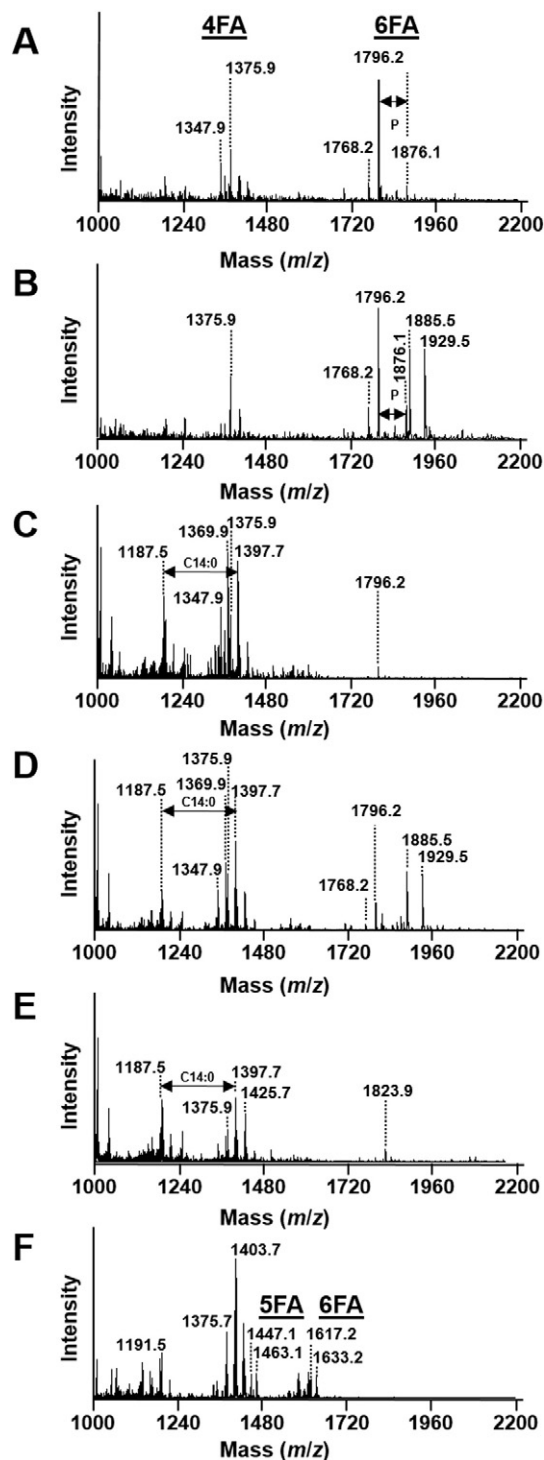 A
4FA
6FA
1796.2
1375.9
1347.9
P
1768.2
1876.1
Intensity
1000 1240 1480 1720 1960 2200
Mass (m/z)
B
1796.2
1375.9
1876.1
1885.5
1929.5
1768.2
P
Intensity
1000 1240 1480 1720 1960 2200
Mass (m/z)
C
1369.9
1375.9
1187.5
C14:0
1397.7
1347.9
1796.2
Intensity
1000 1240 1480 1720 1960 2200
Mass (m/z)
D
1375.9
1369.9
1187.5
1397.7
C14:0
1796.2
1885.5
1347.9
1929.5
1768.2
Intensity
1000 1240 1480 1720 1960 2200
Mass (m/z)
E
1187.5
C14:0
1397.7
1375.9
1425.7
1823.9
Intensity
1000 1240 1480 1720 1960 2200
Mass (m/z)
F
1403.7
1375.7
5FA
6FA
1191.5
1447.1
1617.2
1463.1
1633.2
Intensity
1000 1240 1480 1720 1960 2200
Mass (m/z)